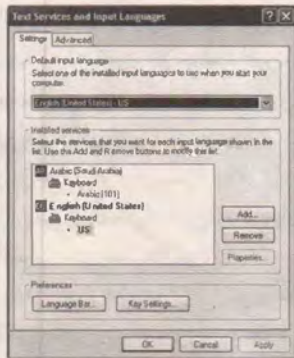 Text Services and Input Languages
Settings
Advanced
Default input language
Select one of the installed input languages to use when you start your
computer.
English (United States) - US
Installed services
Select the services that you want for each input language shown in the
list. Use the Add and Remove buttons to modify this list.
Arabic (Saudi Arabia)
Keyboard
• Arabic (101)
English (United States)
Keyboard
• US
Add...
Remove
Properties...
Preferences
Language Bar...
Key Settings...
OK
Cancel
Apply